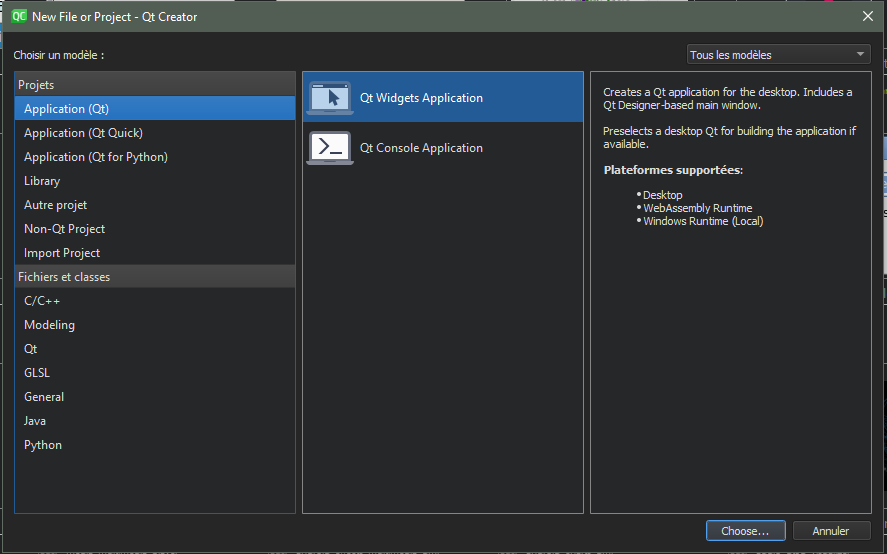 New File or Project - Qt Creator
Choisir un modèle :
Tous les modèles
Projets
Application (Qt)
Application (Qt Quick)
Application (Qt for Python)
Library
Autre projet
Non-Qt Project
Import Project
Fichiers et classes
C/C++
Modeling
Qt
GLSL
General
Java
Python
Qt Widgets Application
Qt Console Application
Creates a Qt application for the desktop. Includes a
Qt Designer-based main window.
Preselects a desktop Qt for building the application if
available.
Plateformes supportées:
• Desktop
• WebAssembly Runtime
• Windows Runtime (Local)
Choose...
Annuler